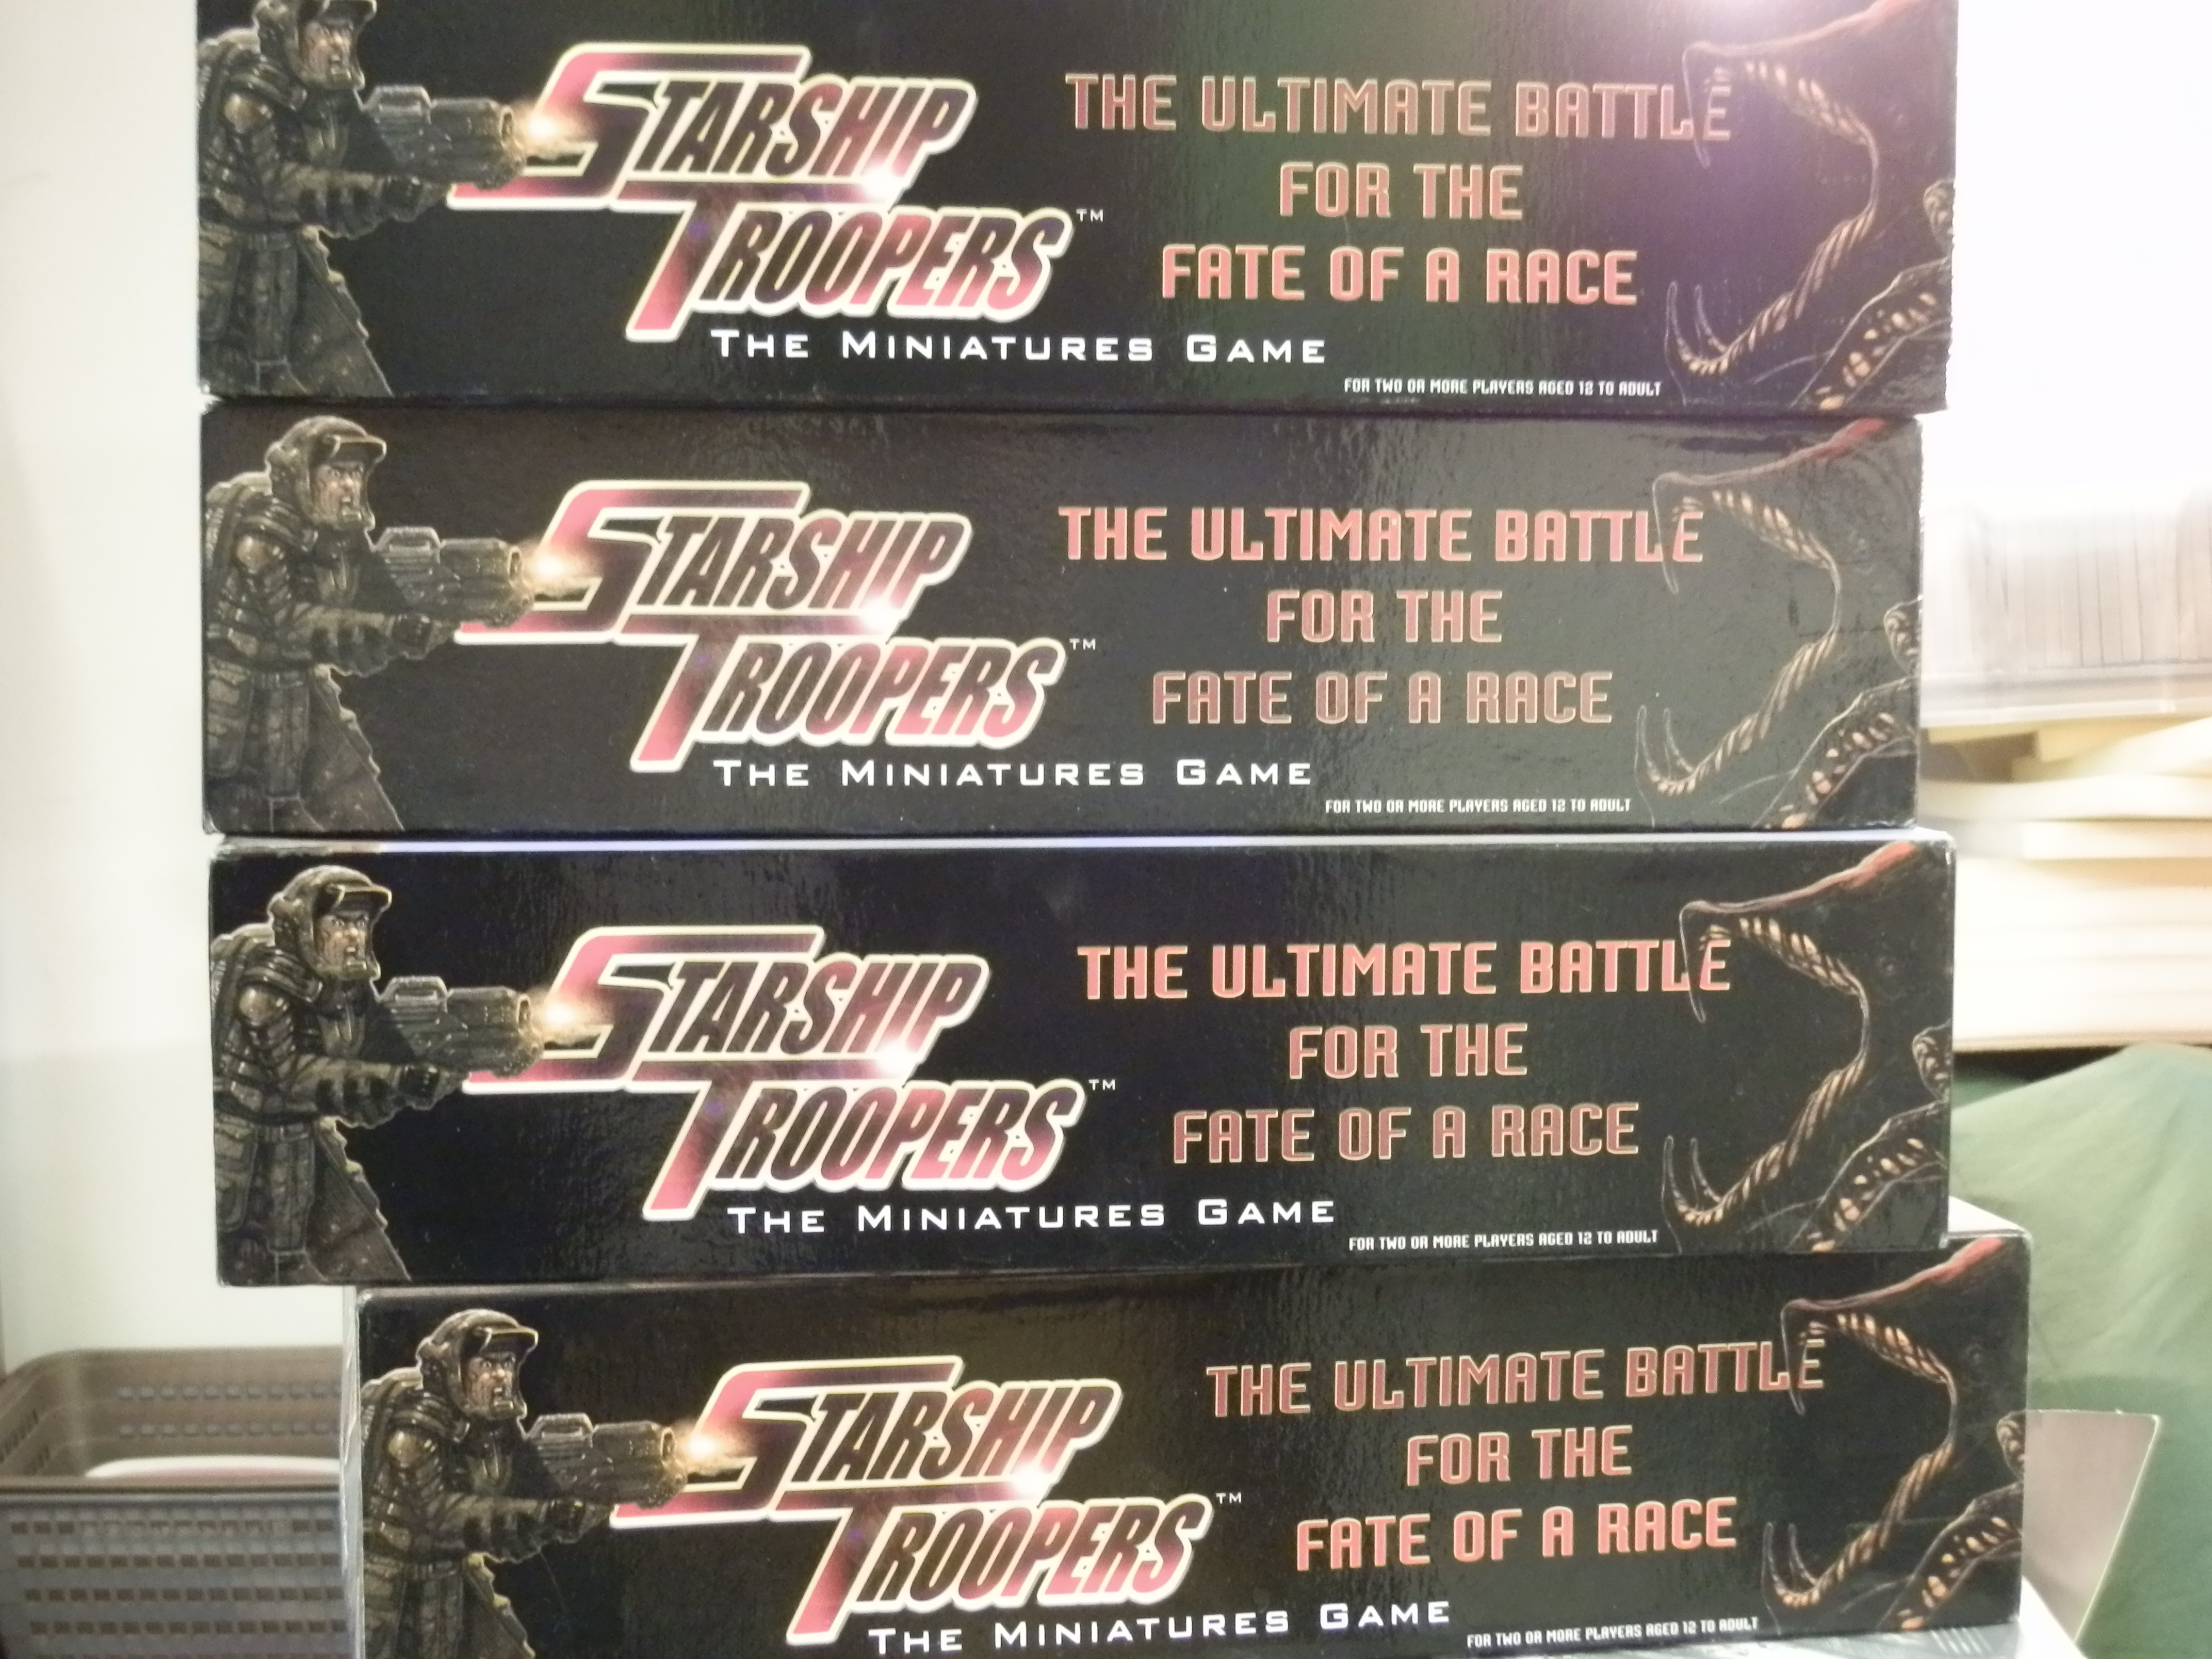 STARSHIP
TROOPERS™
THE MINIATURES GAME
THE ULTIMATE BATTLE
FOR THE
FATE OF A RACE
FOR TWO OR MORE PLAYERS AGED 12 TO ADULT
STARSHIP
TROOPERS™
THE MINIATURES GAME
THE ULTIMATE BATTLE
FOR THE
FATE OF A RACE
FOR TWO OR MORE PLAYERS AGED 12 TO ADULT
STARSHIP
TROOPERS™
THE MINIATURES GAME
THE ULTIMATE BATTLE
FOR THE
FATE OF A RACE
FOR TWO OR MORE PLAYERS AGED 12 TO ADULT
STARSHIP
TROOPERS™
THE MINIATURES GAME
THE ULTIMATE BATTLE
FOR THE
FATE OF A RACE
FOR TWO OR MORE PLAYERS AGED 12 TO ADULT